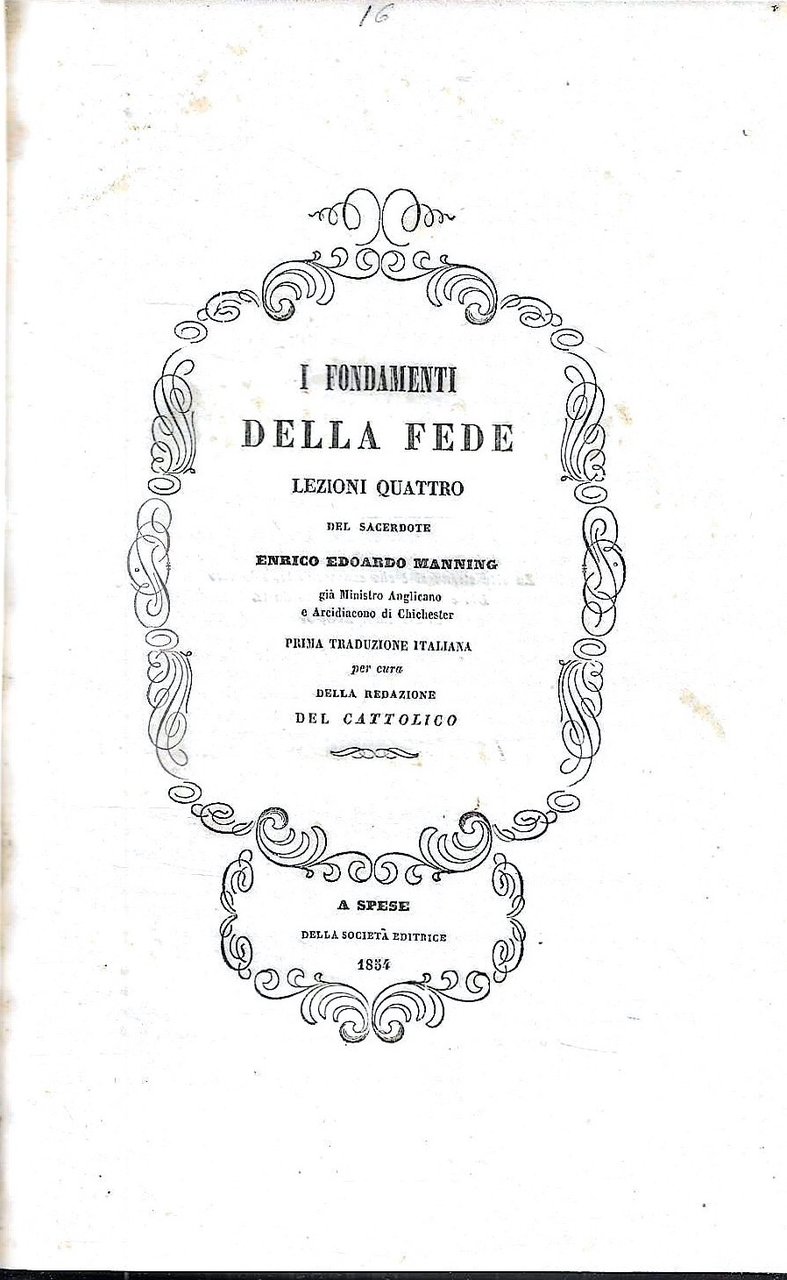 16
I FONDAMENTI
DELLA FEDE
LEZIONI QUATTRO
DEL SACERDOTE
ENRICO EDOARDO MANNING
già Ministro Anglicano
e Arcidiacono di Chichester
PRIMA TRADUZIONE ITALIANA
per cura
DELLA REDAZIONE
DEL CATTOLICO
A SPESE
DELLA SOCIETÀ EDITRICE
1854